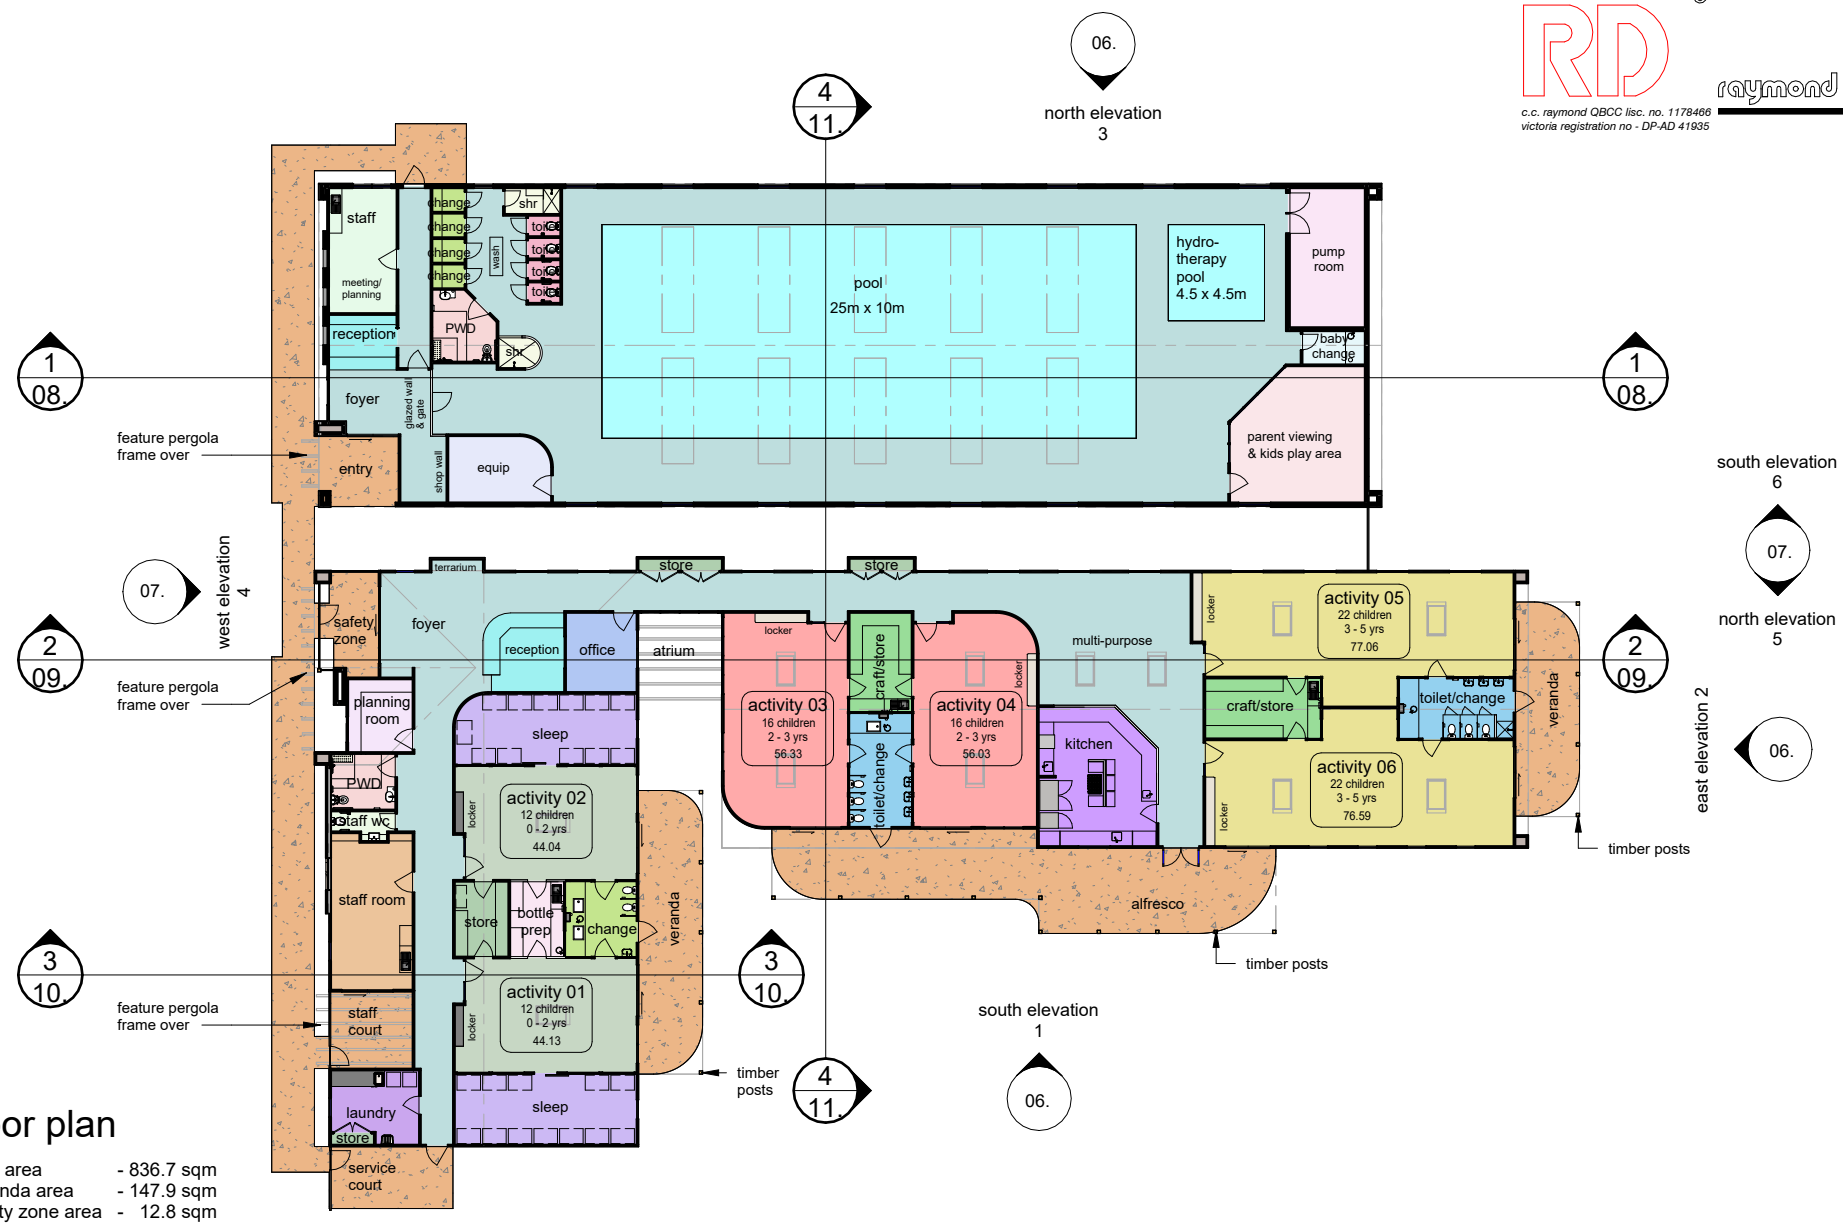 RD
raymond
c.c. raymond QBCC lisc. no. 1178466
victoria registration no - DP-AD 41935
06.
north elevation
3
4
11.
staff
meeting/
planning
reception
foyer
entry
change
change
change
change
wash
shr
toilet
toilet
toilet
toilet
PWD
shr
glazed wall
& gate
shop wall
equip
pool
25m x 10m
hydro-
therapy
pool
4.5 x 4.5m
pump
room
baby
change
parent viewing
& kids play area
1
08.
1
08.
feature pergola
frame over
south elevation
6
07.
north elevation
5
07.
west elevation
4
2
09.
2
09.
feature pergola
frame over
safety
zone
foyer
terrarium
reception
office
atrium
store
store
planning
room
PWD
staff wc
staff room
staff
court
laundry
store
service
court
sleep
activity 02
12 children
0 - 2 yrs
44.04
locker
store
bottle
prep
change
veranda
activity 01
12 children
0 - 2 yrs
44.13
locker
sleep
locker
activity 03
16 children
2 - 3 yrs
56.33
craft/store
toilet/change
activity 04
16 children
2 - 3 yrs
56.03
locker
multi-purpose
kitchen
locker
activity 05
22 children
3 - 5 yrs
77.06
craft/store
toilet/change
activity 06
22 children
3 - 5 yrs
76.59
locker
veranda
east elevation 2
06.
timber posts
alfresco
timber posts
3
10.
3
10.
feature pergola
frame over
timber
posts
south elevation
1
06.
4
11.
or plan
area - 836.7 sqm
nda area - 147.9 sqm
ty zone area - 12.8 sqm